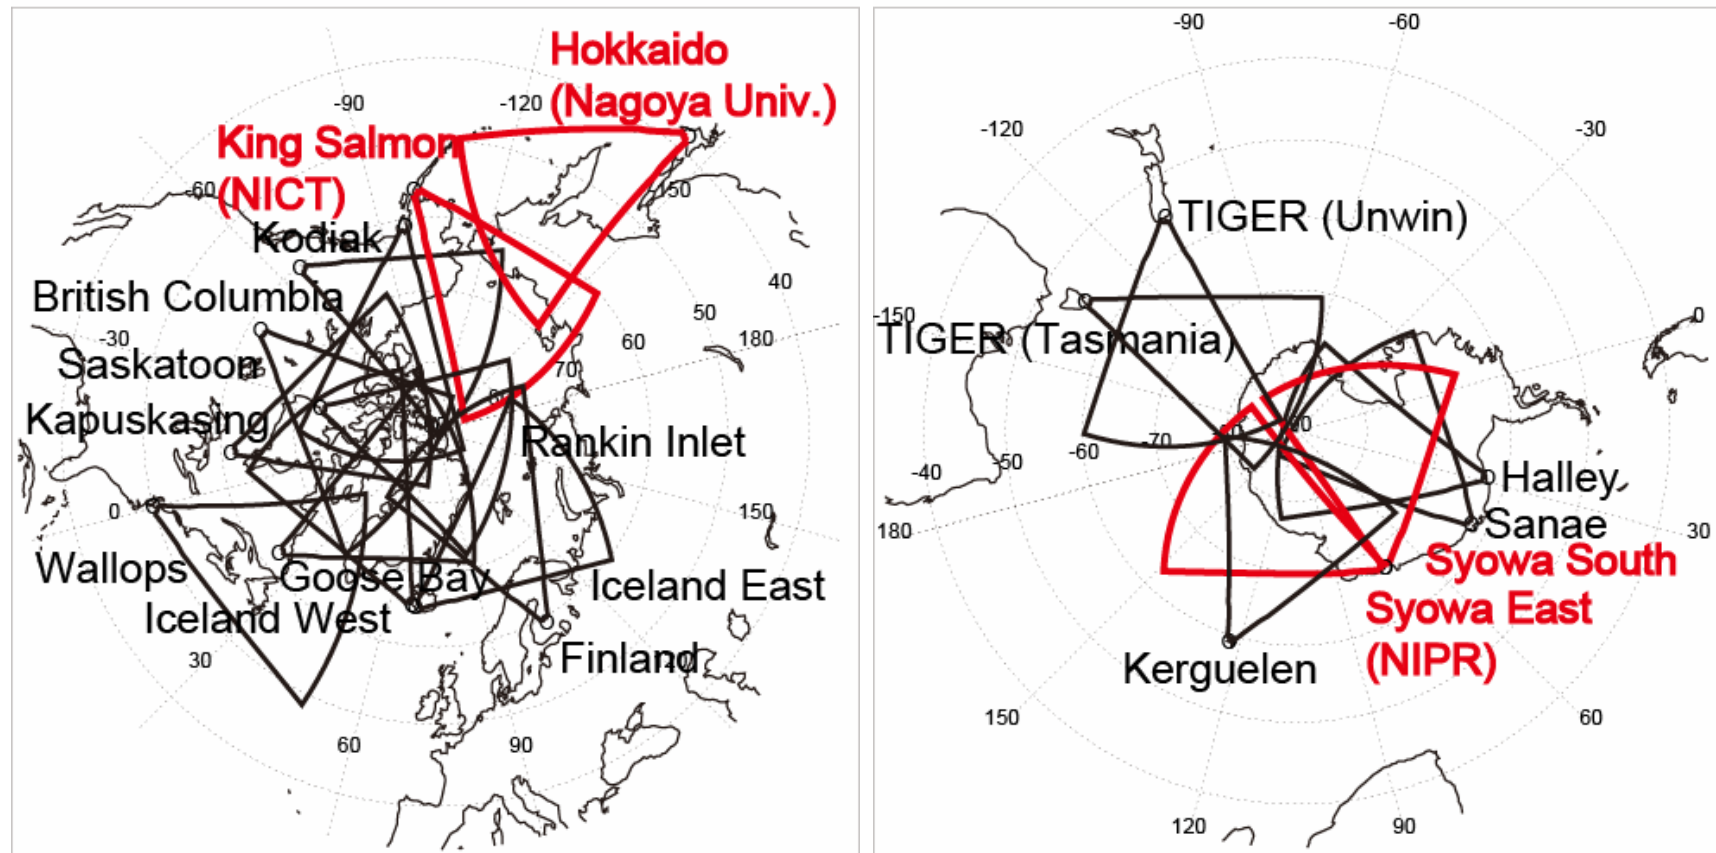 Hokkaido
(Nagoya Univ.)
-90
-120
King Salmon
(NICT)
-60
-150
Kodiak
40
British Columbia
50
-30
60
180
Saskatoon
70
Kapuskasing
Rankin Inlet
0
150
Wallops
Goose Bay
Iceland East
Iceland West
30
Finland
120
60
90
-90
-60
-120
-30
TIGER (Unwin)
-150
0
TIGER (Tasmania)
-70
-60
-50
-40
Halley
Sanae
180
30
Syowa South
Syowa East
(NIPR)
Kerguelen
150
60
120
90